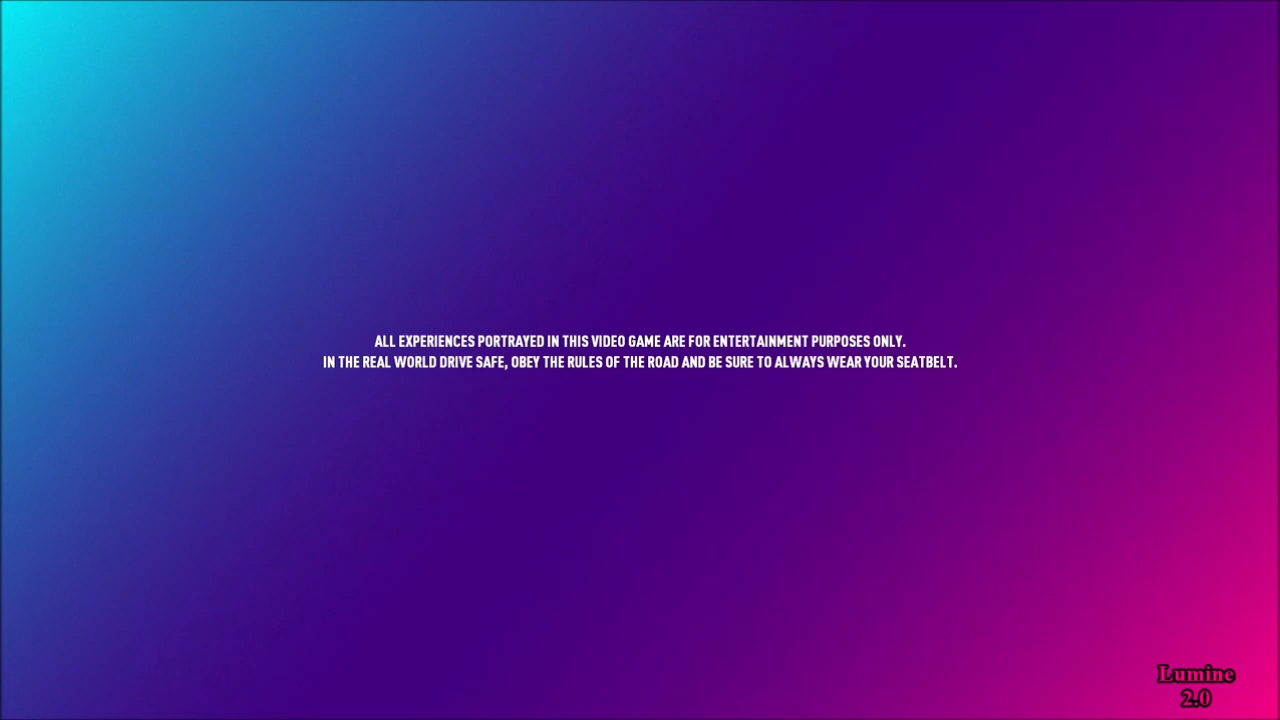 ALL EXPERIENCES PORTRAYED IN THIS VIDEO GAME ARE FOR ENTERTAINMENT PURPOSES ONLY.
IN THE REAL WORLD DRIVE SAFE, OBEY THE RULES OF THE ROAD AND BE SURE TO ALWAYS WEAR YOUR SEATBELT.
Lumine
2.0